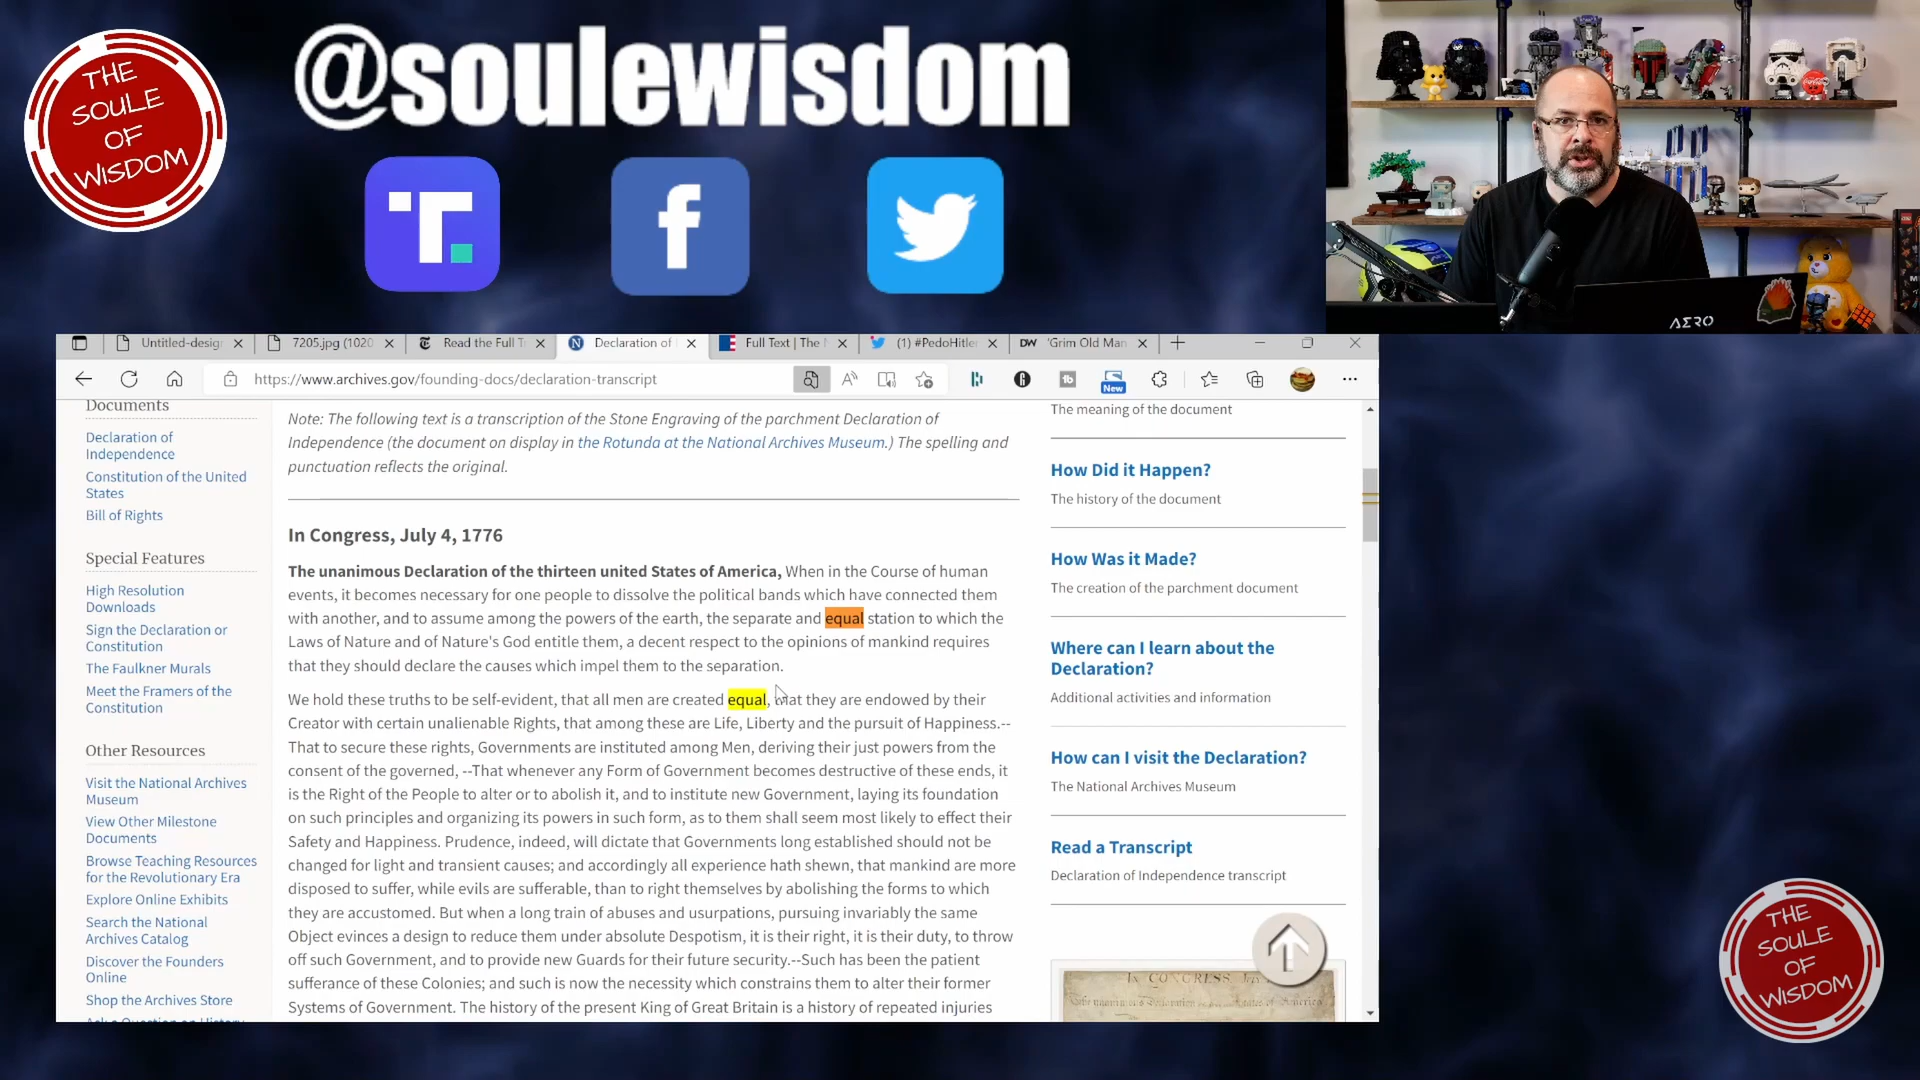 THE
SOULE
OF
WISDOM
@soulewisdom
T.
f
AERO
Untitled-desig
7205.jpg (1020
Read the Full T
Declaration of
Full Text | The N
(1) #PedoHitler
DW 'Grim Old Man
https://www.archives.gov/founding-docs/declaration-transcript
New
Documents
Declaration of
Independence
Constitution of the United
States
Bill of Rights
Special Features
High Resolution
Downloads
Sign the Declaration or
Constitution
The Faulkner Murals
Meet the Framers of the
Constitution
Other Resources
Visit the National Archives
Museum
View Other Milestone
Documents
Browse Teaching Resources
for the Revolutionary Era
Explore Online Exhibits
Search the National
Archives Catalog
Discover the Founders
Online
Shop the Archives Store
Note: The following text is a transcription of the Stone Engraving of the parchment Declaration of
Independence (the document on display in the Rotunda at the National Archives Museum.) The spelling and
punctuation reflects the original.
In Congress, July 4, 1776
The unanimous Declaration of the thirteen united States of America, When in the Course of human
events, it becomes necessary for one people to dissolve the political bands which have connected them
with another, and to assume among the powers of the earth, the separate and equal station to which the
Laws of Nature and of Nature's God entitle them, a decent respect to the opinions of mankind requires
that they should declare the causes which impel them to the separation.
We hold these truths to be self-evident, that all men are created equal, that they are endowed by their
Creator with certain unalienable Rights, that among these are Life, Liberty and the pursuit of Happiness.--
That to secure these rights, Governments are instituted among Men, deriving their just powers from the
consent of the governed, --That whenever any Form of Government becomes destructive of these ends, it
is the Right of the People to alter or to abolish it, and to institute new Government, laying its foundation
on such principles and organizing its powers in such form, as to them shall seem most likely to effect their
Safety and Happiness. Prudence, indeed, will dictate that Governments long established should not be
changed for light and transient causes; and accordingly all experience hath shewn, that mankind are more
disposed to suffer, while evils are sufferable, than to right themselves by abolishing the forms to which
they are accustomed. But when a long train of abuses and usurpations, pursuing invariably the same
Object evinces a design to reduce them under absolute Despotism, it is their right, it is their duty, to throw
off such Government, and to provide new Guards for their future security.--Such has been the patient
sufferance of these Colonies; and such is now the necessity which constrains them to alter their former
Systems of Government. The history of the present King of Great Britain is a history of repeated injuries
The meaning of the document
How Did it Happen?
The history of the document
How Was it Made?
The creation of the parchment document
Where can I learn about the
Declaration?
Additional activities and information
How can I visit the Declaration?
The National Archives Museum
Read a Transcript
Declaration of Independence transcript
IN CONGRESS,
THE
SOULE
OF
WISDOM